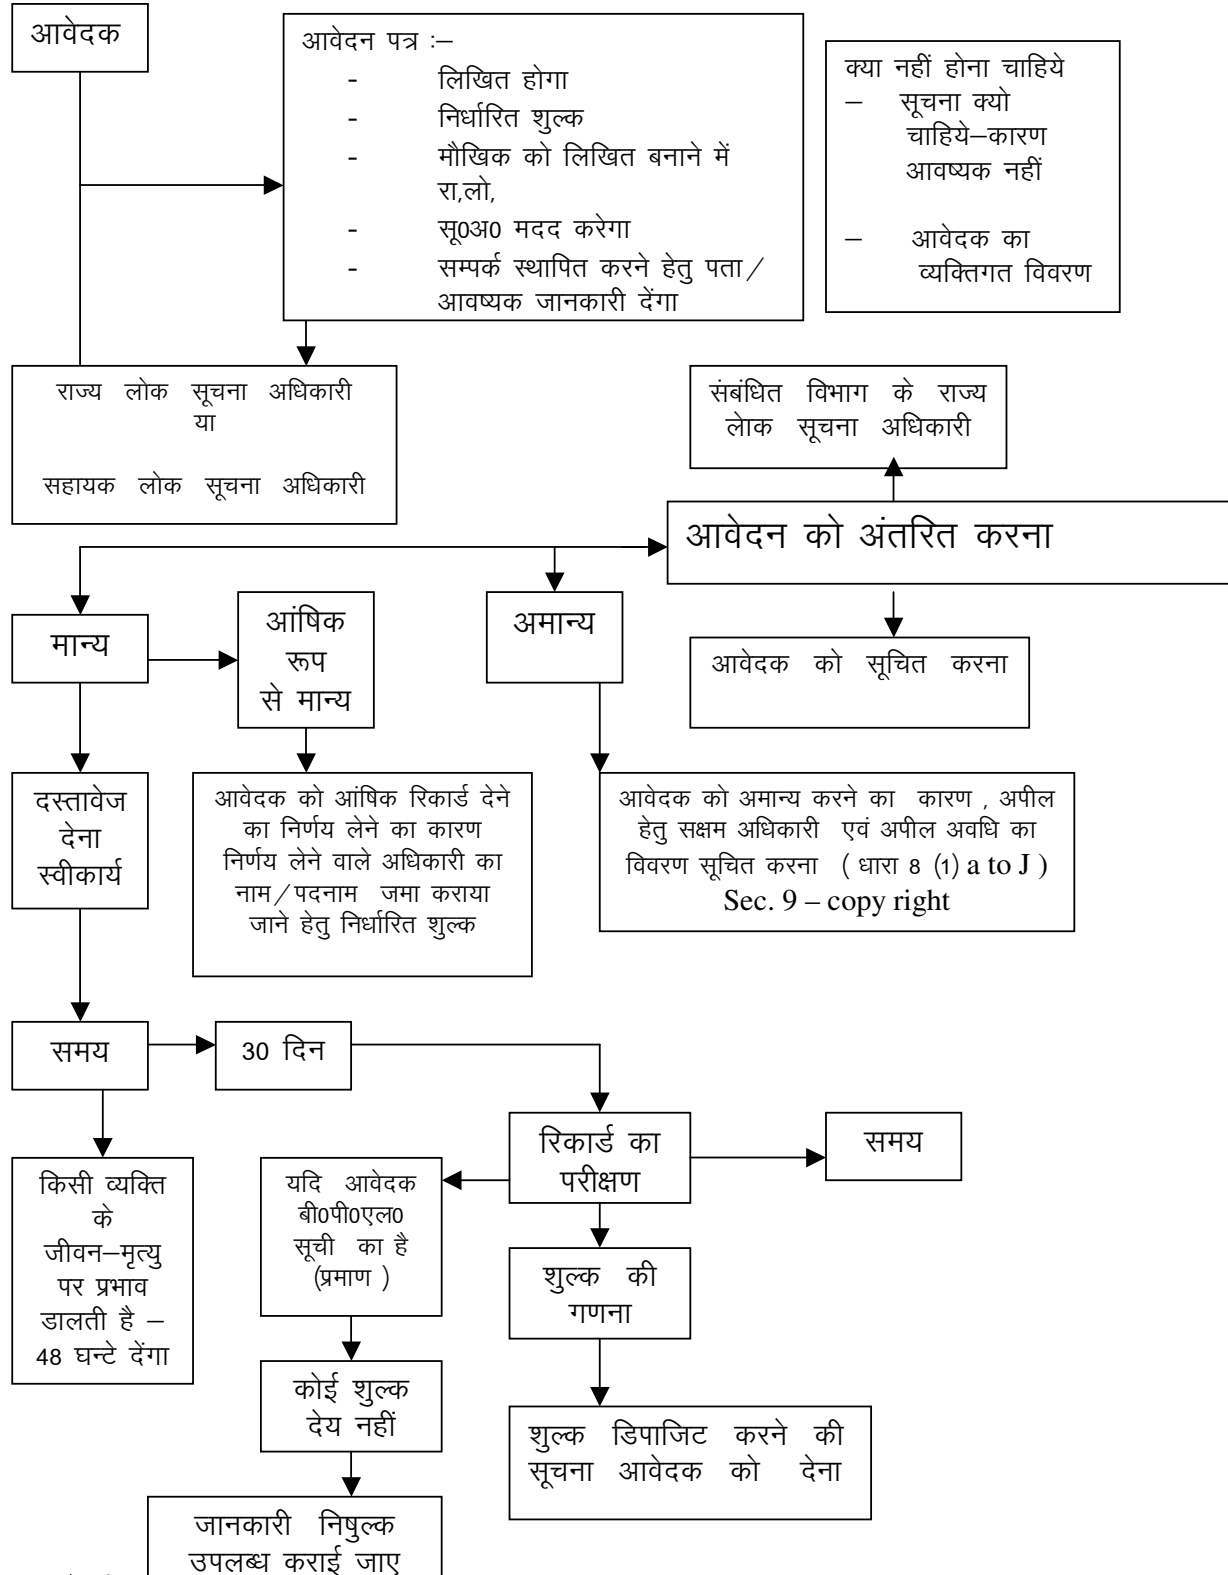 आवेदक
आवेदन पत्र :–
- लिखित होगा
- निर्धारित शुल्क
- मौखिक को लिखित बनाने में
रा,लो,
- सू0अ0 मदद करेगा
- सम्पर्क स्थापित करने हेतु पता/
आवष्यक जानकारी देंगा
क्या नहीं होना चाहिये
– सूचना क्यो
चाहिये–कारण
आवष्यक नहीं
– आवेदक का
व्यक्तिगत विवरण
राज्य लोक सूचना अधिकारी
या
सहायक लोक सूचना अधिकारी
संबंधित विभाग के राज्य
लेाक सूचना अधिकारी
आवेदन को अंतरित करना
मान्य
आंषिक
रूप
से मान्य
अमान्य
आवेदक को सूचित करना
दस्तावेज
देना
स्वीकार्य
आवेदक को आंषिक रिकार्ड देने
का निर्णय लेने का कारण
निर्णय लेने वाले अधिकारी का
नाम/पदनाम जमा कराया
जाने हेतु निर्धारित शुल्क
आवेदक को अमान्य करने का कारण , अपील
हेतु सक्षम अधिकारी एवं अपील अवधि का
विवरण सूचित करना ( धारा 8 (1) a to J )
Sec. 9 – copy right
समय
30 दिन
रिकार्ड का
परीक्षण
समय
किसी व्यक्ति
के
जीवन–मृत्यु
पर प्रभाव
डालती है –
48 घन्टे देंगा
यदि आवेदक
बी0पी0एल0
सूची का है
(प्रमाण )
शुल्क की
गणना
कोई शुल्क
देय नहीं
शुल्क डिपाजिट करने की
सूचना आवेदक को देना
जानकारी निषुल्क
उपलब्ध कराई जाए